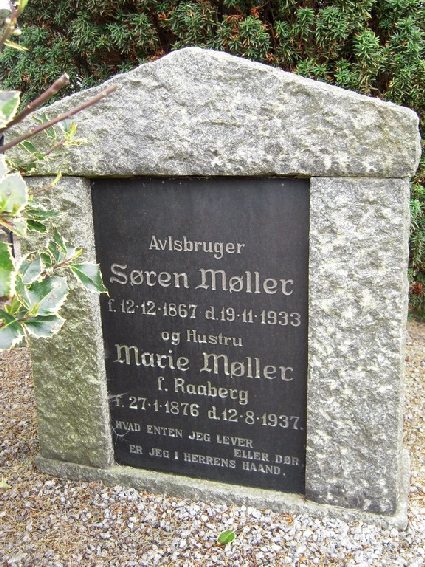 Avlsbruger
Søren Møller
f. 12-12-1867 d. 19-11-1933
og Hustru
Marie Møller
f. Raaberg
f. 27-1-1876 d. 12-8-1937.
HVAD ENTEN JEG LEVER
ELLER DØR
ER JEG I HERRENS HAAND.